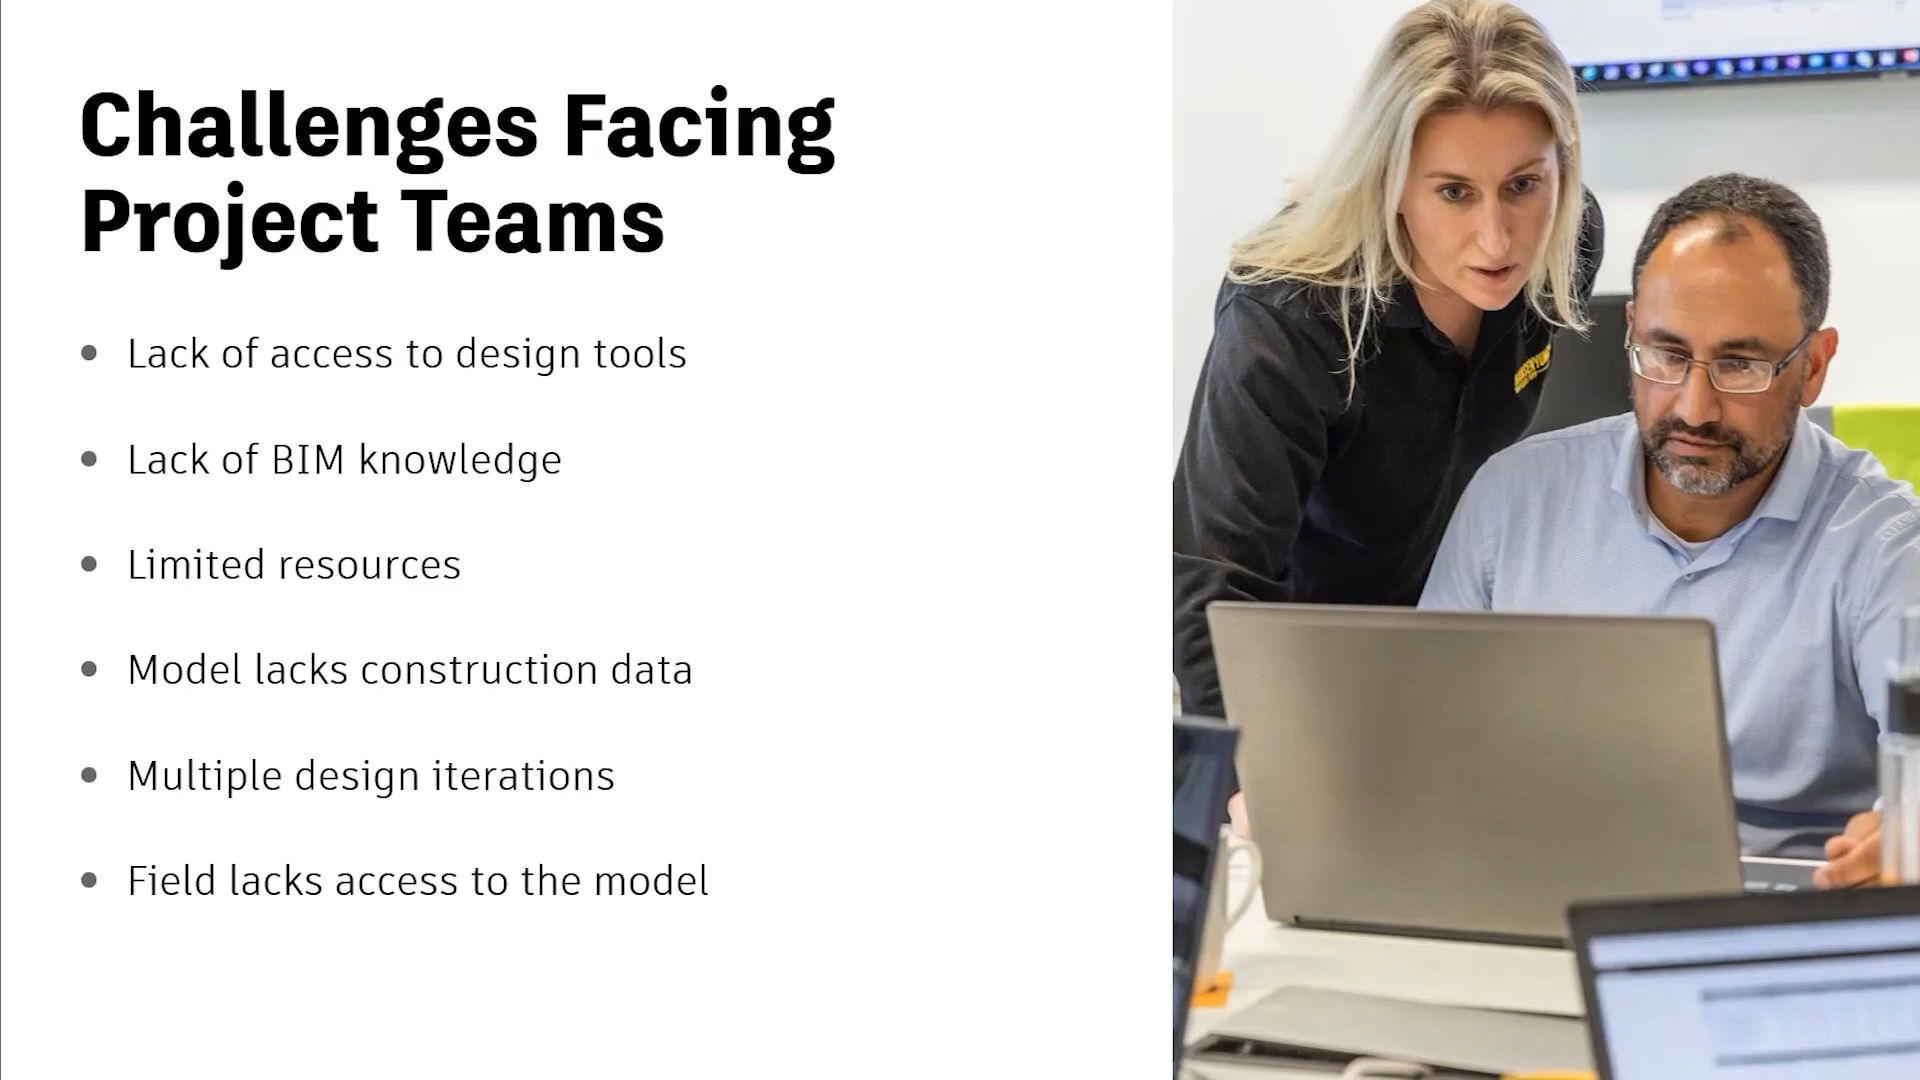 Challenges Facing
Project Teams
• Lack of access to design tools
• Lack of BIM knowledge
• Limited resources
• Model lacks construction data
• Multiple design iterations
• Field lacks access to the model